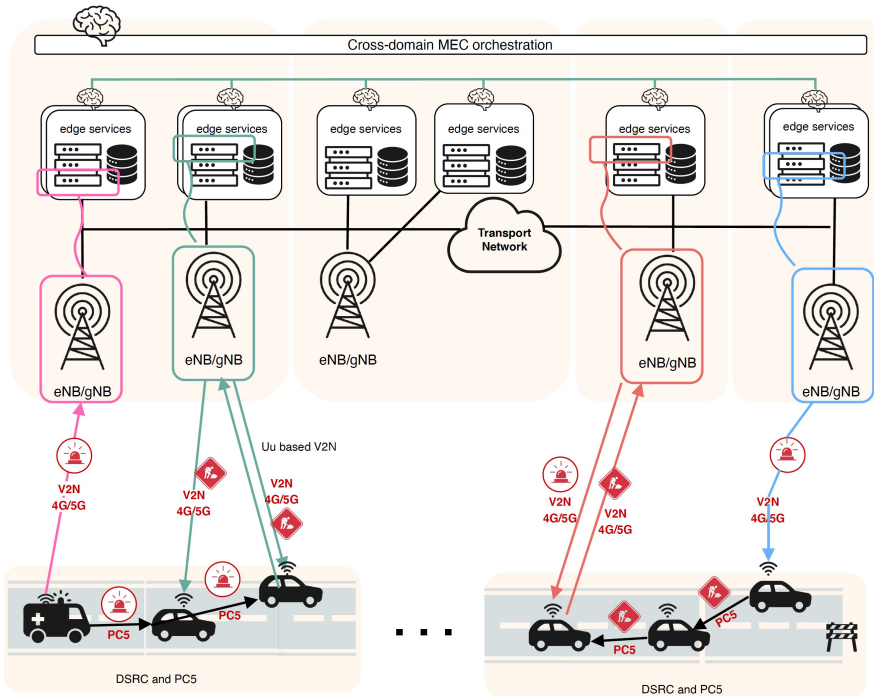 Cross-domain MEC orchestration
edge services
edge services
edge services
edge services
edge services
edge services
Transport
Network
eNB/gNB
eNB/gNB
eNB/gNB
eNB/gNB
eNB/gNB
Uu based V2N
V2N
4G/5G
V2N
4G/5G
V2N
4G/5G
V2N
4G/5G
V2N
4G/5G
V2N
4G/5G
PC5
PC5
PC5
PC5
DSRC and PC5
DSRC and PC5